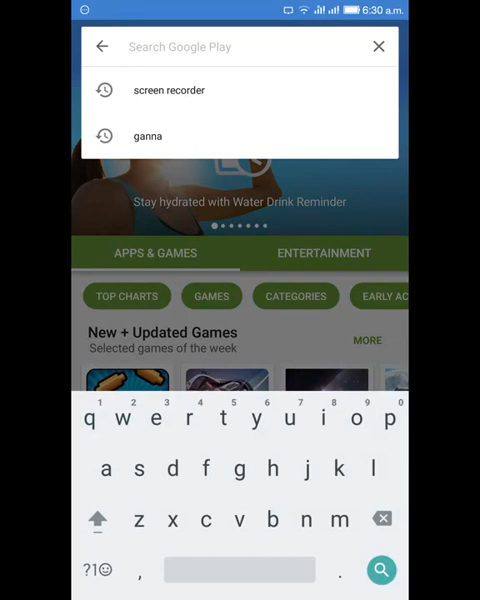 6:30 a.m.
Search Google Play
screen recorder
ganna
Stay hydrated with Water Drink Reminder
APPS & GAMES ENTERTAINMENT
TOP CHARTS GAMES CATEGORIES EARLY AC
New + Updated Games MORE
Selected games of the week
1 2 3 4 5 6 7 8 9 0
q w e r t y u i o p
a s d f g h j k l
z x c v b n m
?1☺ , .